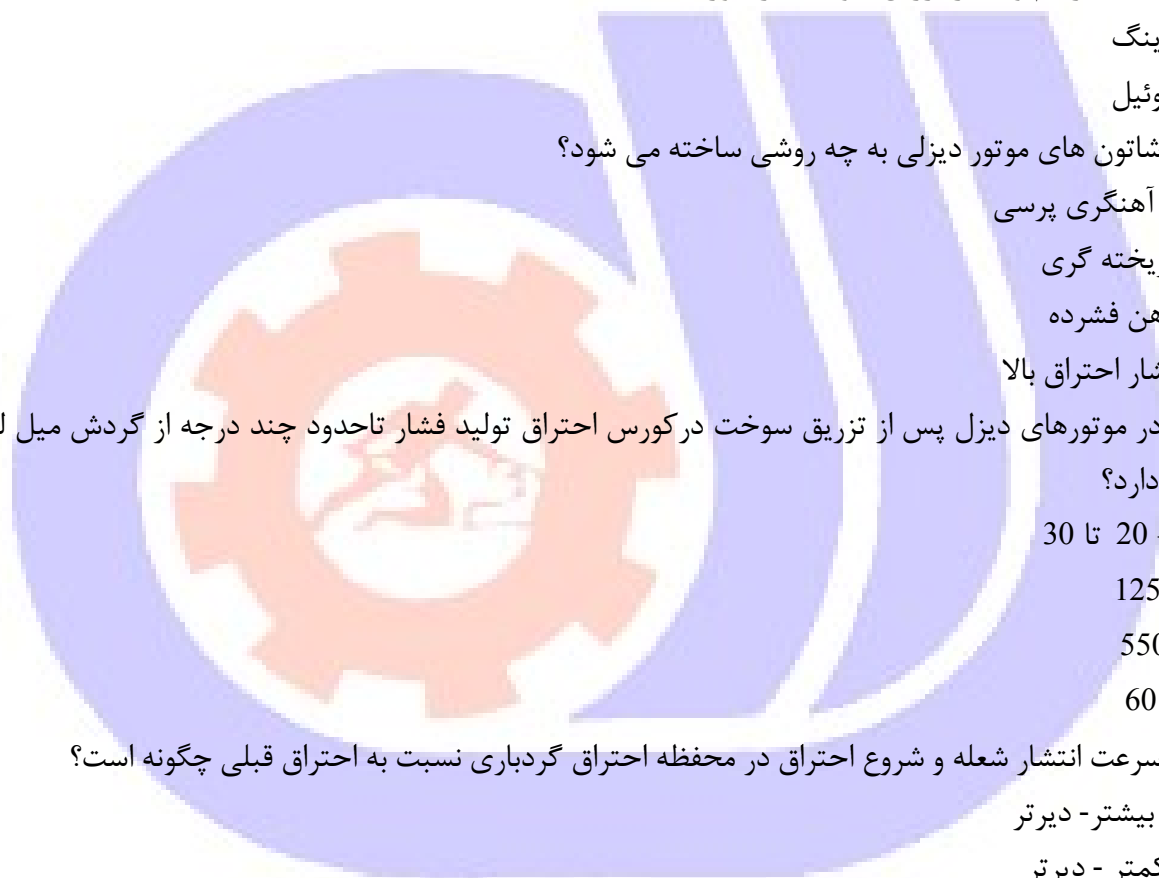 ینگ
وئیل
شاتون های موتور دیزلی به چه روشی ساخته می شود؟
آهنگری پرسی
یخته گری
هن فشرده
شار احتراق بالا
در موتورهای دیزل پس از تزریق سوخت درکورس احتراق تولید فشار تاحدود چند درجه از گردش میل ل
دارد؟
20 تا 30
125
550
60
سرعت انتشار شعله و شروع احتراق در محفظه احتراق گردباری نسبت به احتراق قبلی چگونه است؟
بیشتر- دیرتر
کمتر - دیرتر